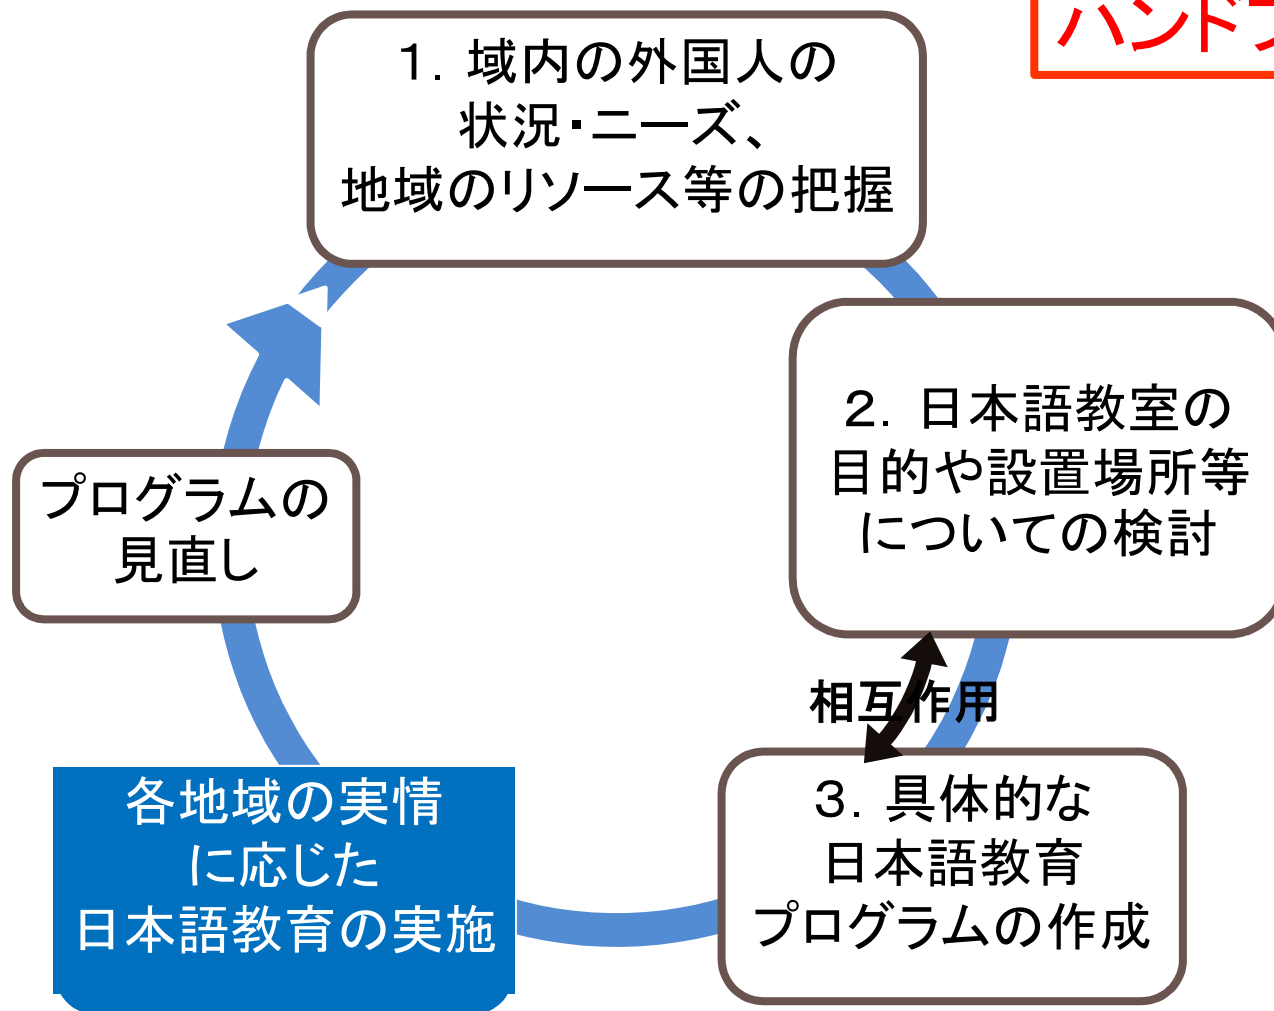 ハンド
１．域内の外国人の
状況・ニーズ、
地域のリソース等の把握
２．日本語教室の
目的や設置場所等
についての検討
相互作用
３．具体的な
日本語教育
プログラムの作成
各地域の実情
に応じた
日本語教育の実施
プログラムの
見直し